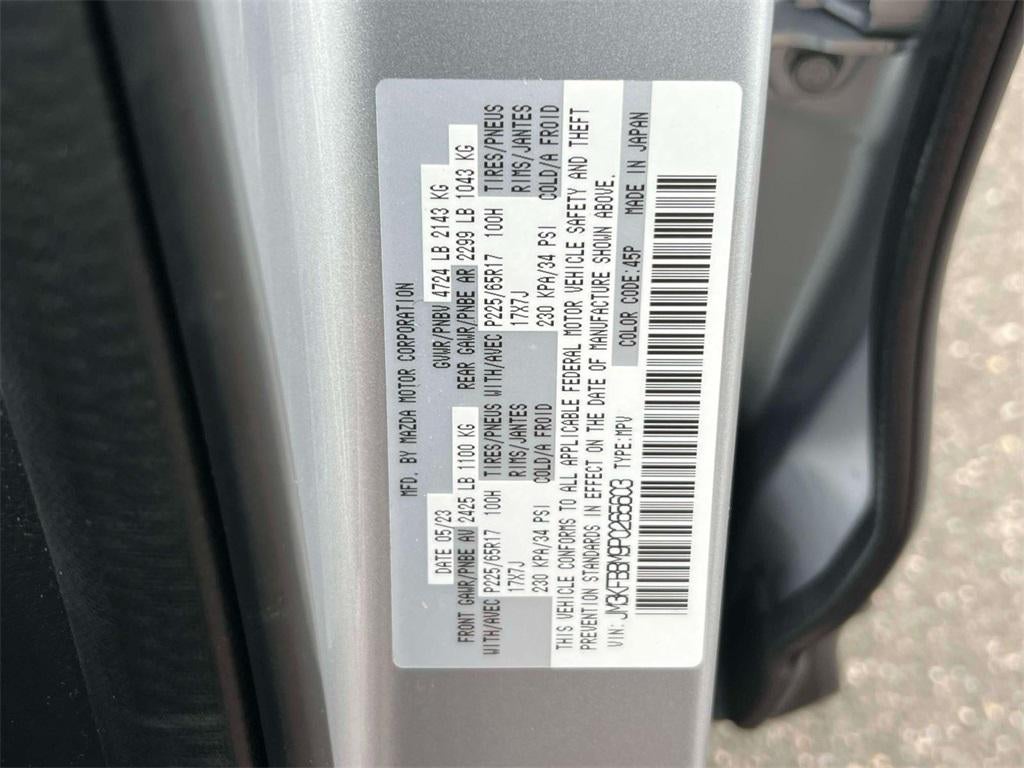 MFD. BY MAZDA MOTOR CORPORATION
DATE 05/23 GVWR/PNBV 4724 LB 2143 KG
FRONT GAWR/PNBE AV 2425 LB 1100 KG REAR GAWR/PNBE AR 2299 LB 1043 KG
WITH/AVEC P225/65R17 100H TIRES/PNEUS WITH/AVEC P225/65R17 100H TIRES/PNEUS
17X7J RIMS/JANTES 17X7J RIMS/JANTES
230 KPA/34 PSI COLD/A FROID 230 KPA/34 PSI COLD/A FROID
THIS VEHICLE CONFORMS TO ALL APPLICABLE FEDERAL MOTOR VEHICLE SAFETY AND THEFT
PREVENTION STANDARDS IN EFFECT ON THE DATE OF MANUFACTURE SHOWN ABOVE.
VIN: JM3KFBBM9P0265603 TYPE:MPV COLOR CODE:45P MADE IN JAPAN